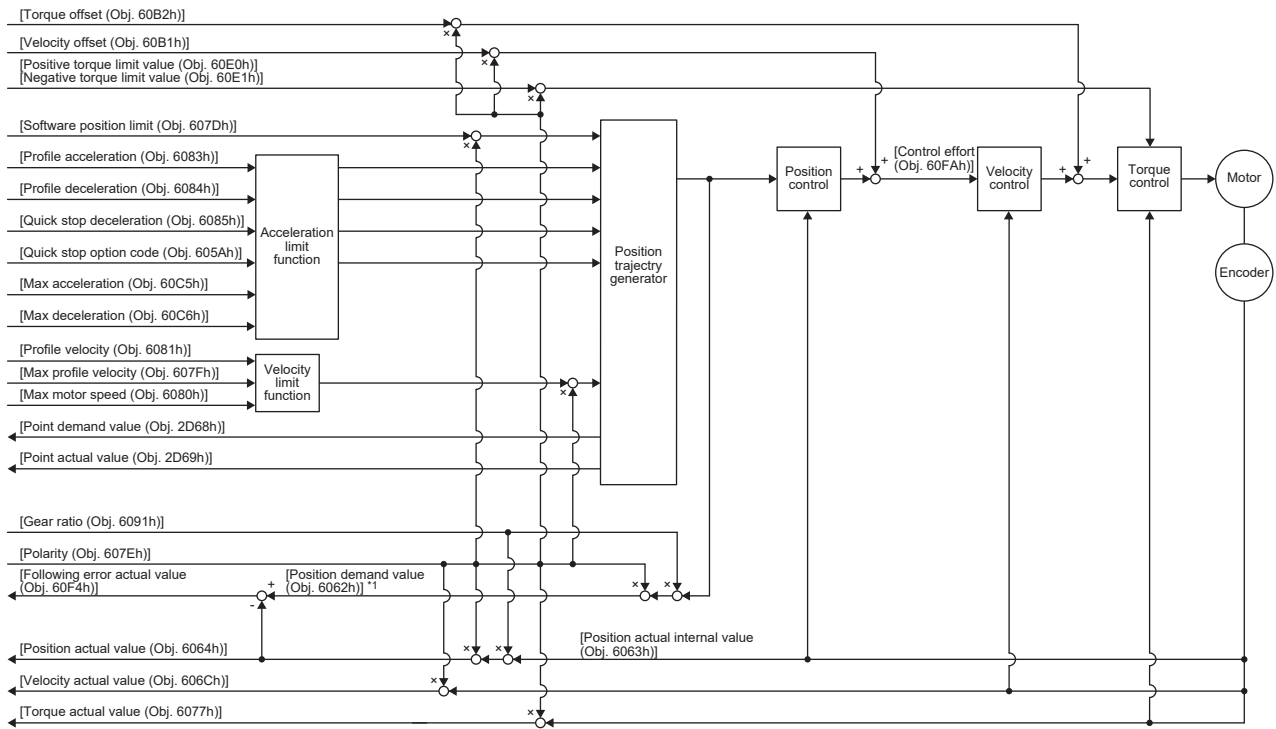 [Torque offset (Obj. 60B2h)]
[Velocity offset (Obj. 60B1h)]
[Positive torque limit value (Obj. 60E0h)]
[Negative torque limit value (Obj. 60E1h)]
[Software position limit (Obj. 607Dh)]
[Profile acceleration (Obj. 6083h)]
[Profile deceleration (Obj. 6084h)]
[Quick stop deceleration (Obj. 6085h)]
[Quick stop option code (Obj. 605Ah)]
[Max acceleration (Obj. 60C5h)]
[Max deceleration (Obj. 60C6h)]
Acceleration
limit
function
[Profile velocity (Obj. 6081h)]
[Max profile velocity (Obj. 607Fh)]
[Max motor speed (Obj. 6080h)]
Velocity
limit
function
[Point demand value (Obj. 2D68h)]
[Point actual value (Obj. 2D69h)]
Position
trajectry
generator
Position
control
[Control effort
(Obj. 60FAh)]
Velocity
control
Torque
control
Motor
Encoder
[Gear ratio (Obj. 6091h)]
[Polarity (Obj. 607Eh)]
[Following error actual value
(Obj. 60F4h)]
[Position demand value
(Obj. 6062h)] *1
[Position actual value (Obj. 6064h)]
[Position actual internal value
(Obj. 6063h)]
[Velocity actual value (Obj. 606Ch)]
[Torque actual value (Obj. 6077h)]